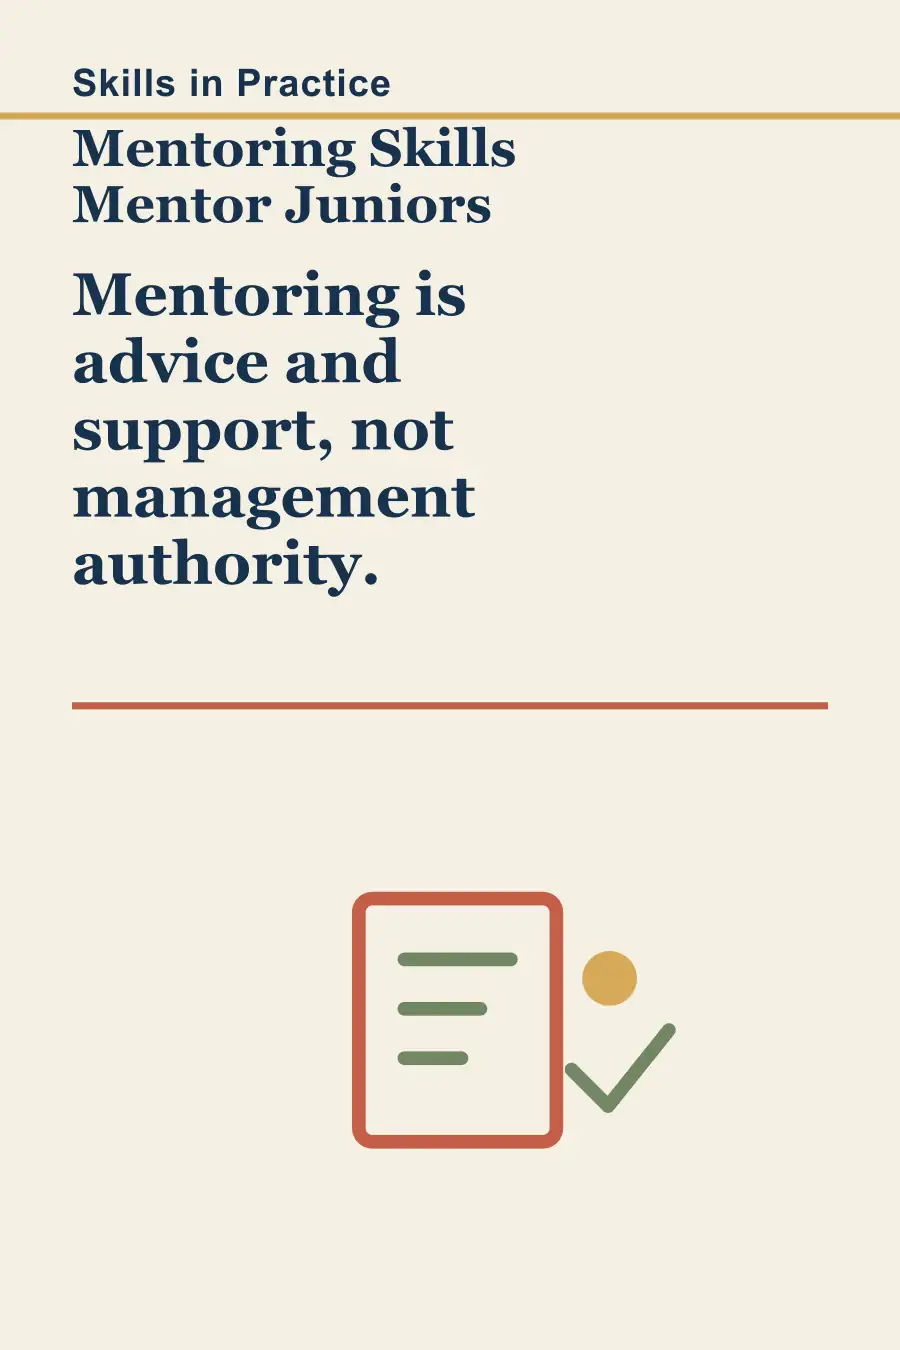 Skills in Practice
Mentoring Skills
Mentor Juniors
Mentoring is
advice and
support, not
management
authority.